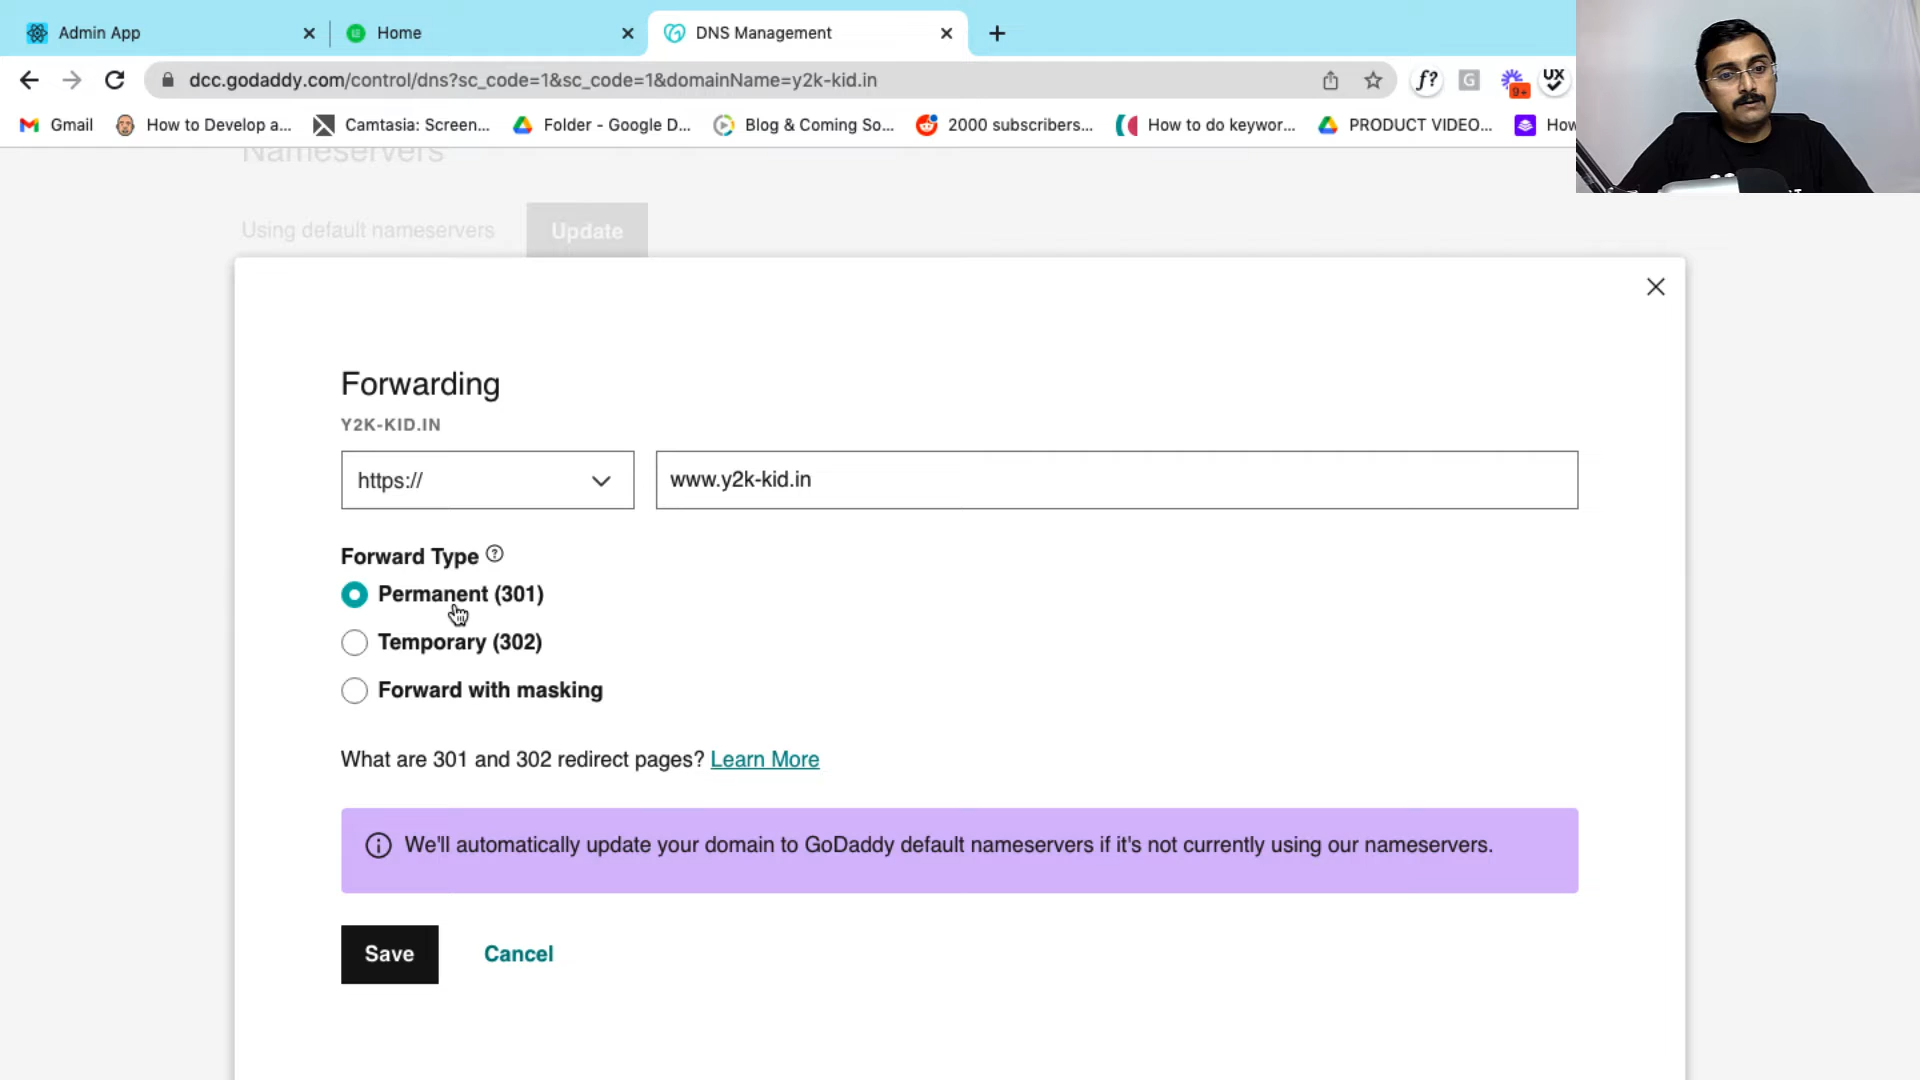 Admin App
Home
DNS Management
dcc.godaddy.com/control/dns?sc_code=1&sc_code=1&domainName=y2k-kid.in
f?
G
9+
UX
Gmail
How to Develop a...
Camtasia: Screen...
Folder - Google D...
Blog & Coming So...
2000 subscribers...
How to do keywor...
PRODUCT VIDEO...
How
Nameservers
Using default nameservers
Update
Forwarding
Y2K-KID.IN
https://
www.y2k-kid.in
Forward Type
Permanent (301)
Temporary (302)
Forward with masking
What are 301 and 302 redirect pages? Learn More
We'll automatically update your domain to GoDaddy default nameservers if it's not currently using our nameservers.
Save
Cancel